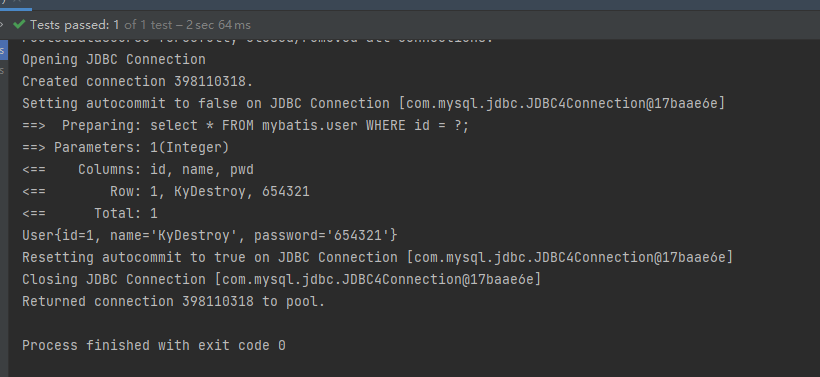 Tests passed: 1 of 1 test – 2 sec 64 ms
Opening JDBC Connection
Created connection 398110318.
Setting autocommit to false on JDBC Connection [com.mysql.jdbc.JDBC4Connection@17baae6e]
==>  Preparing: select * FROM mybatis.user WHERE id = ?;
==> Parameters: 1(Integer)
<==    Columns: id, name, pwd
<==        Row: 1, KyDestroy, 654321
<==      Total: 1
User{id=1, name='KyDestroy', password='654321'}
Resetting autocommit to true on JDBC Connection [com.mysql.jdbc.JDBC4Connection@17baae6e]
Closing JDBC Connection [com.mysql.jdbc.JDBC4Connection@17baae6e]
Returned connection 398110318 to pool.
Process finished with exit code 0